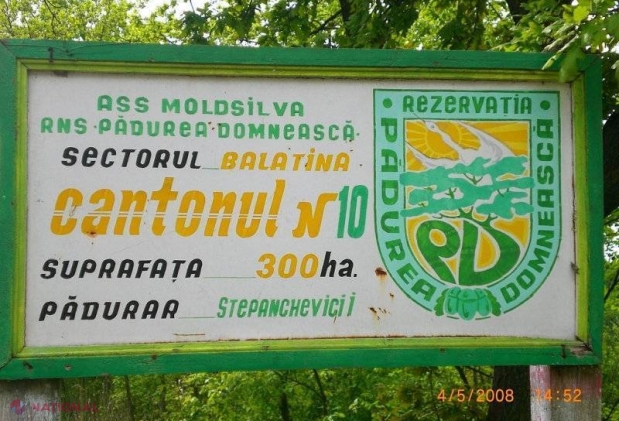 ASS MOLDSILVA
RNS·PĂDUREA·DOMNEASCĂ·
SECTORUL BALATINA
cantonul N 10
SUPRAFAȚA 300 ha.
PĂDURAR STEPANCHEVICI I
· REZERVAȚIA ·
PĂDUREA DOMNEASCĂ
PD
4/5/2008 14:52